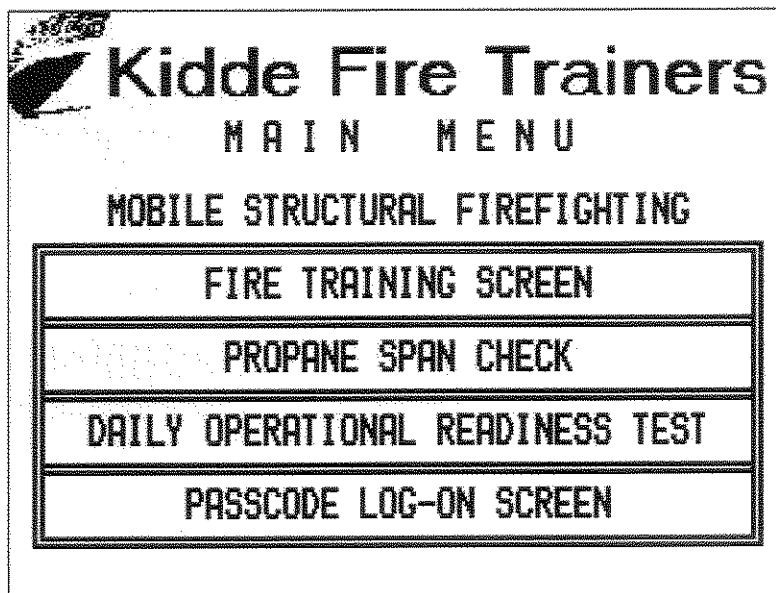 Kidde Fire Trainers
MAIN MENU
MOBILE STRUCTURAL FIREFIGHTING
FIRE TRAINING SCREEN
PROPANE SPAN CHECK
DAILY OPERATIONAL READINESS TEST
PASSCODE LOG-ON SCREEN